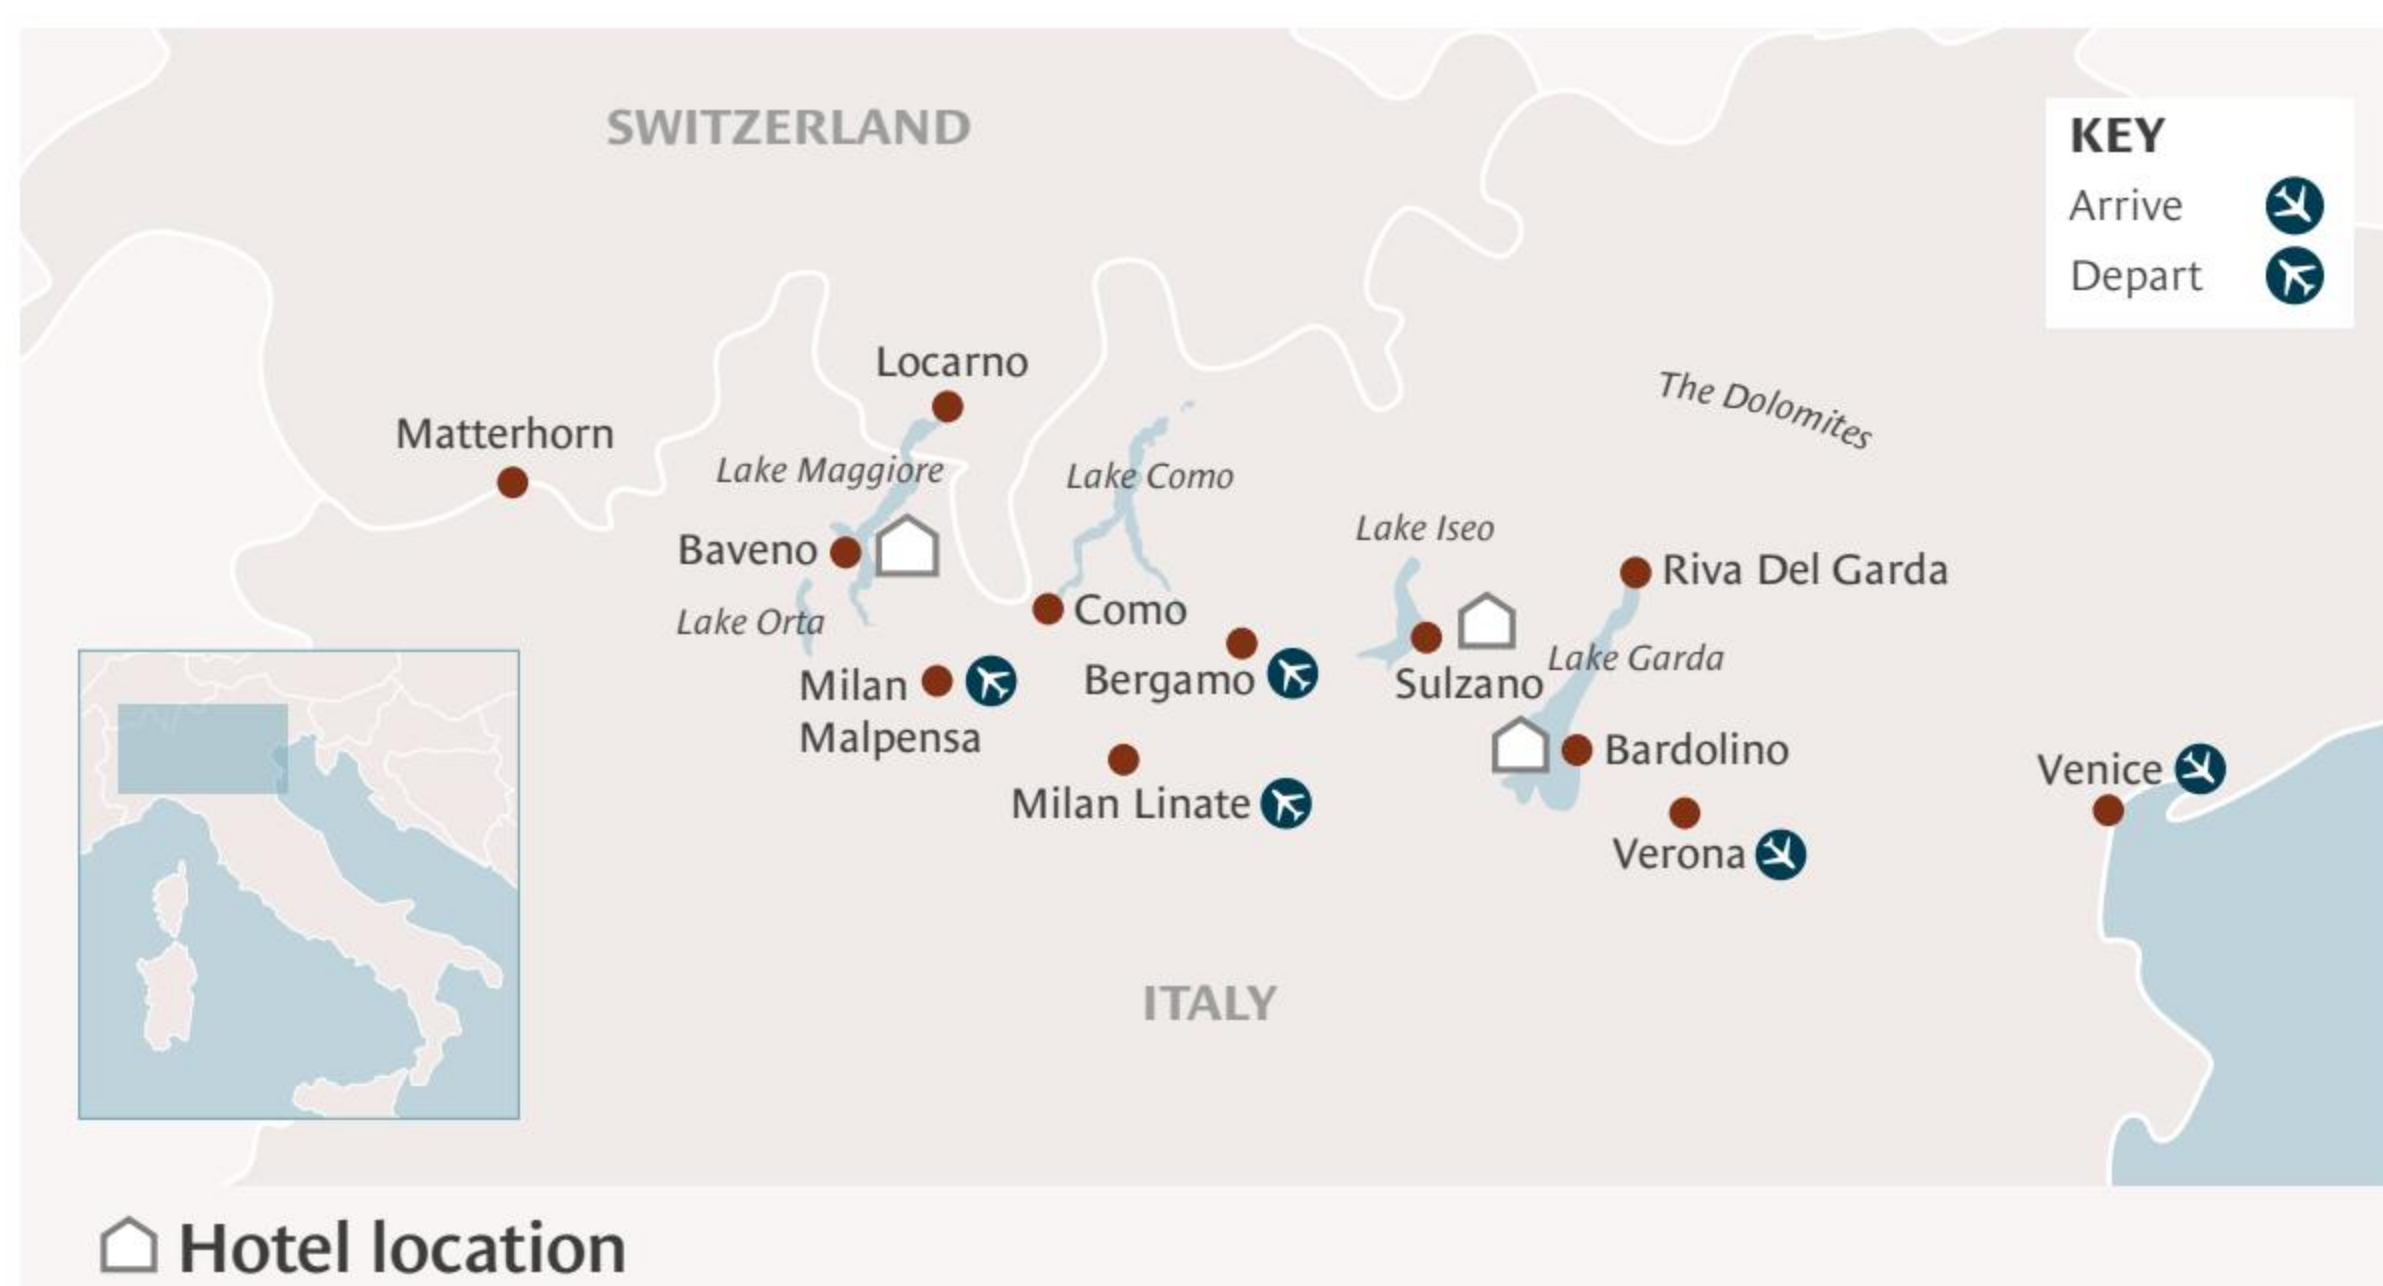 SWITZERLAND
KEY
Arrive
Depart
Locarno
The Dolomites
Matterhorn
Lake Maggiore
Lake Como
Lake Iseo
Baveno
Riva Del Garda
Como
Lake Orta
Lake Garda
Milan
Malpensa
Bergamo
Sulzano
Bardolino
Venice
Milan Linate
Verona
ITALY
Hotel location